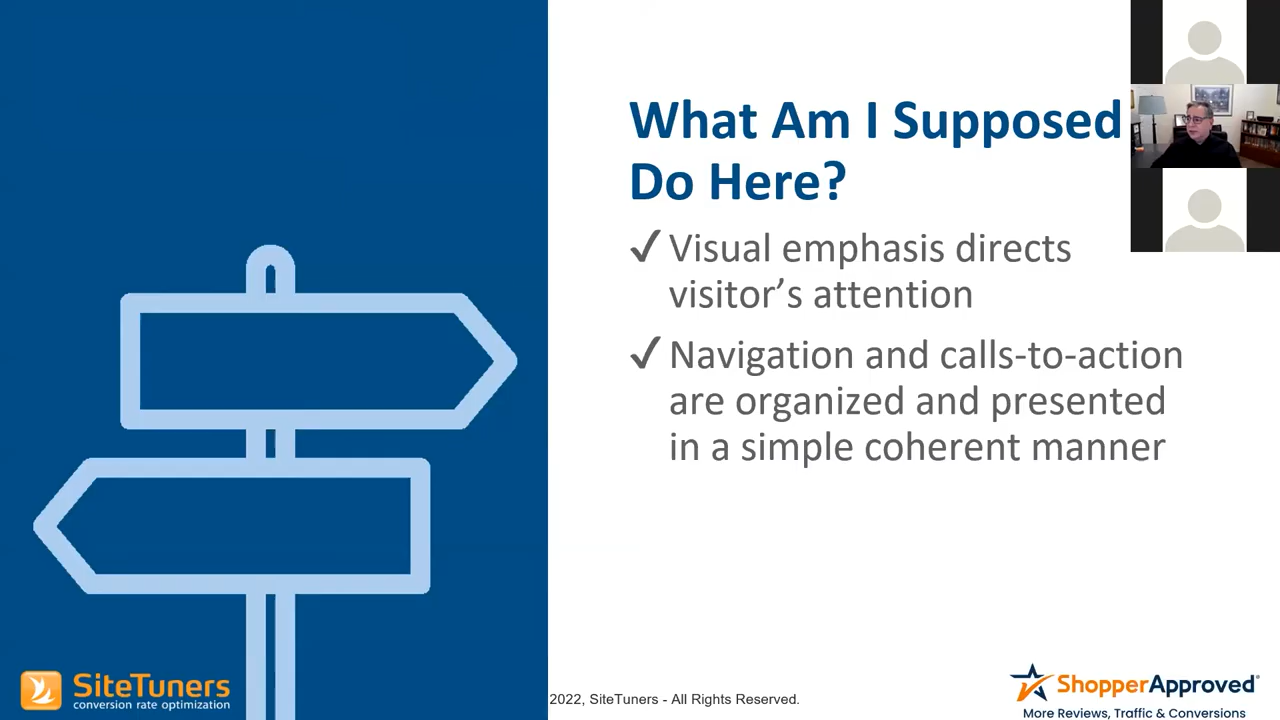 What Am I Supposed
Do Here?
✓ Visual emphasis directs
visitor’s attention
✓ Navigation and calls-to-action
are organized and presented
in a simple coherent manner
SiteTuners
conversion rate optimization
2022, SiteTuners - All Rights Reserved.
ShopperApproved®
More Reviews, Traffic & Conversions